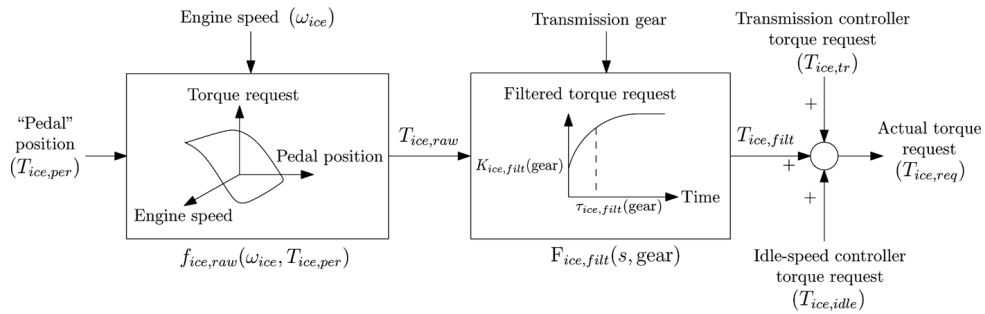 Engine speed (ω_ice)
Transmission gear
Transmission controller
torque request
(T_ice,tr)
"Pedal"
position
(T_ice,per)
Torque request
Pedal position
Engine speed
f_ice,raw(ω_ice, T_ice,per)
T_ice,raw
Filtered torque request
K_ice,filt(gear)
Time
τ_ice,filt(gear)
F_ice,filt(s, gear)
T_ice,filt
+
+
+
Actual torque
request
(T_ice,req)
Idle-speed controller
torque request
(T_ice,idle)